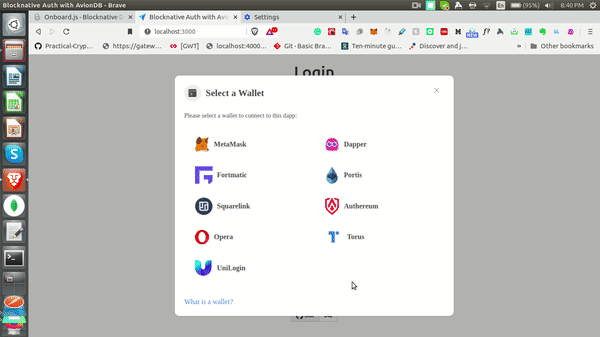 Blocknative Auth with AvionDB - Brave
En
(95%)
8:40 PM
Onboard.js - Blocknative D
Blocknative Auth with Avi
Settings
localhost:3000
Practical-Cryp...
https://gatew...
[GWT]
localhost:4000...
Git - Basic Bra...
Ten-minute gu...
Discover and j...
Other bookmarks
Login
Select a Wallet
Please select a wallet to connect to this dapp:
MetaMask
Dapper
Fortmatic
Portis
Squarelink
Authereum
Opera
Torus
UniLogin
What is a wallet?